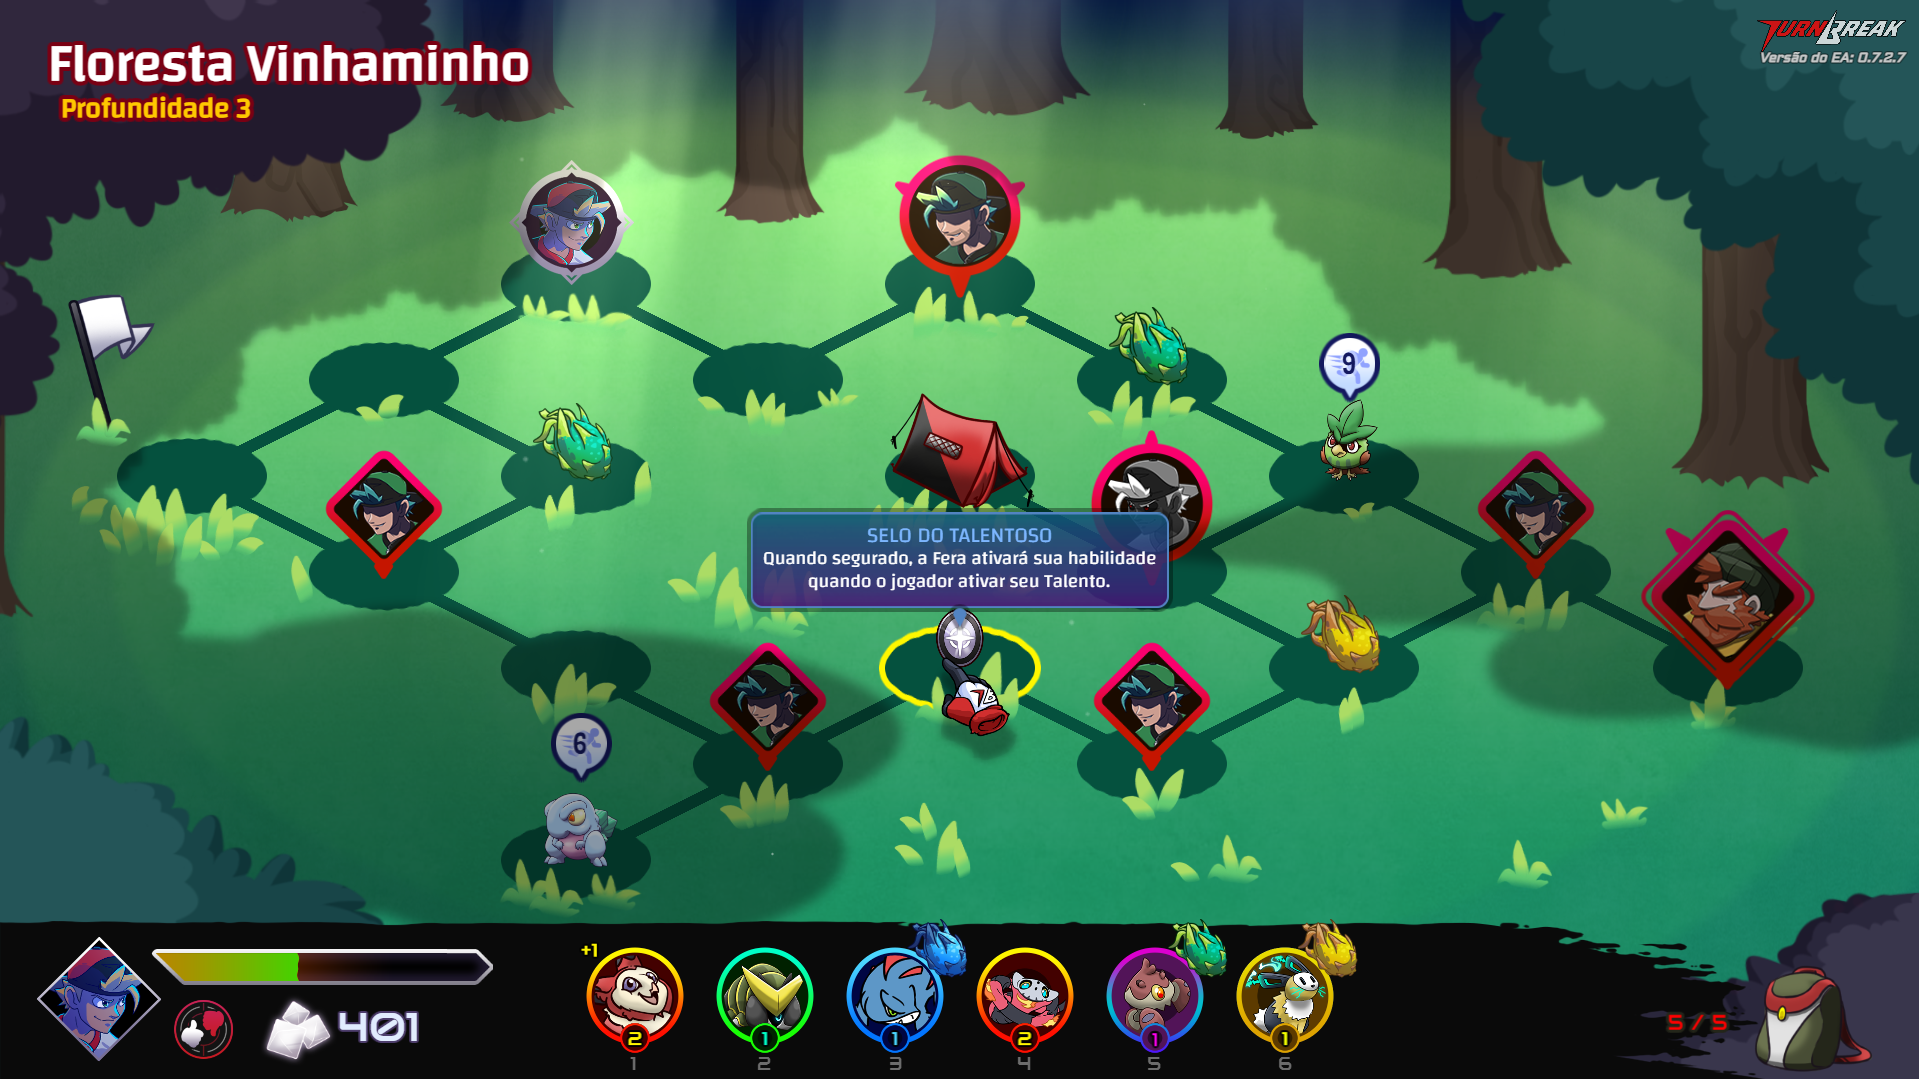 Floresta Vinhaminho
Profundidade 3
TURNBREAK
Versão do EA: 0.7.2.7
9
SELO DO TALENTOSO
Quando segurado, a Fera ativará sua habilidade
quando o jogador ativar seu Talento.
6
401
+1
2
1
1
2
1
1
1
2
3
4
5
6
5/5